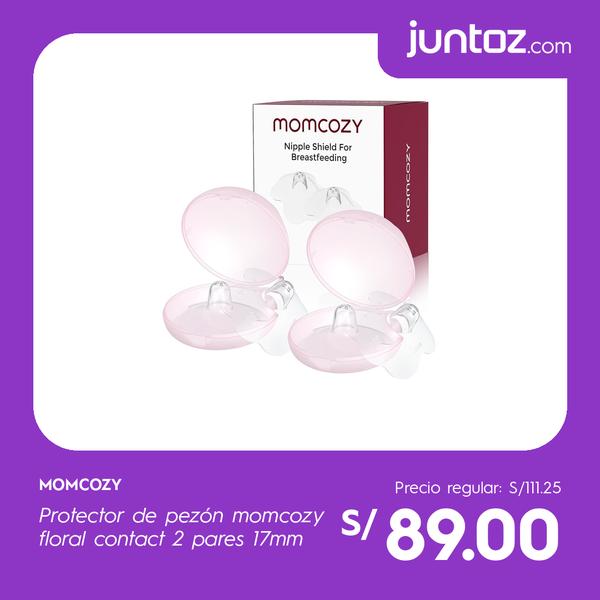 juntoz.com
momcozy
Nipple Shield For
Breastfeeding
momcozy
MOMCOZY
Protector de pezón momcozy
floral contact 2 pares 17mm
Precio regular: S/111.25
S/ 89.00